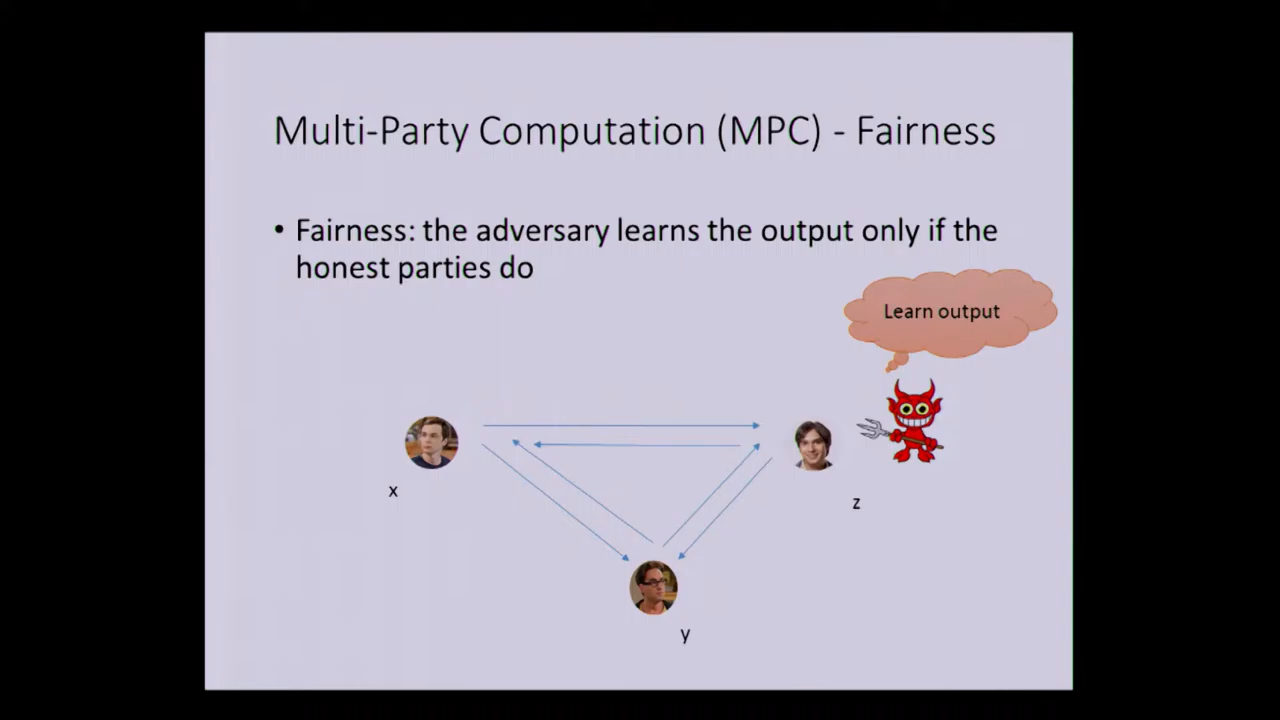 Multi-Party Computation (MPC) - Fairness
• Fairness: the adversary learns the output only if the
honest parties do
Learn output
x
z
y